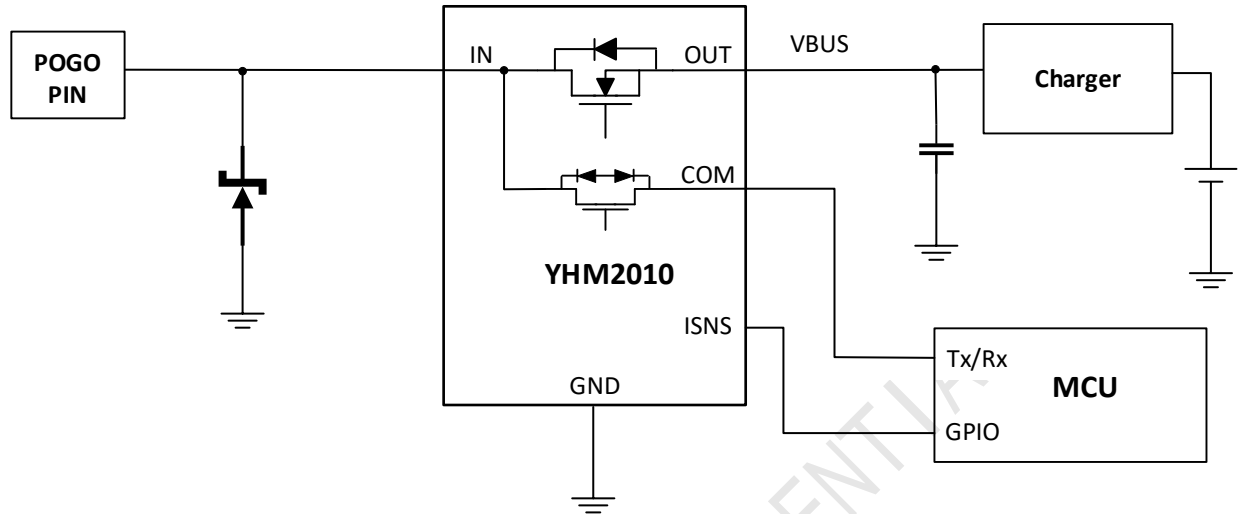 POGO
PIN
IN
OUT
VBUS
Charger
COM
YHM2010
ISNS
GND
Tx/Rx
MCU
GPIO